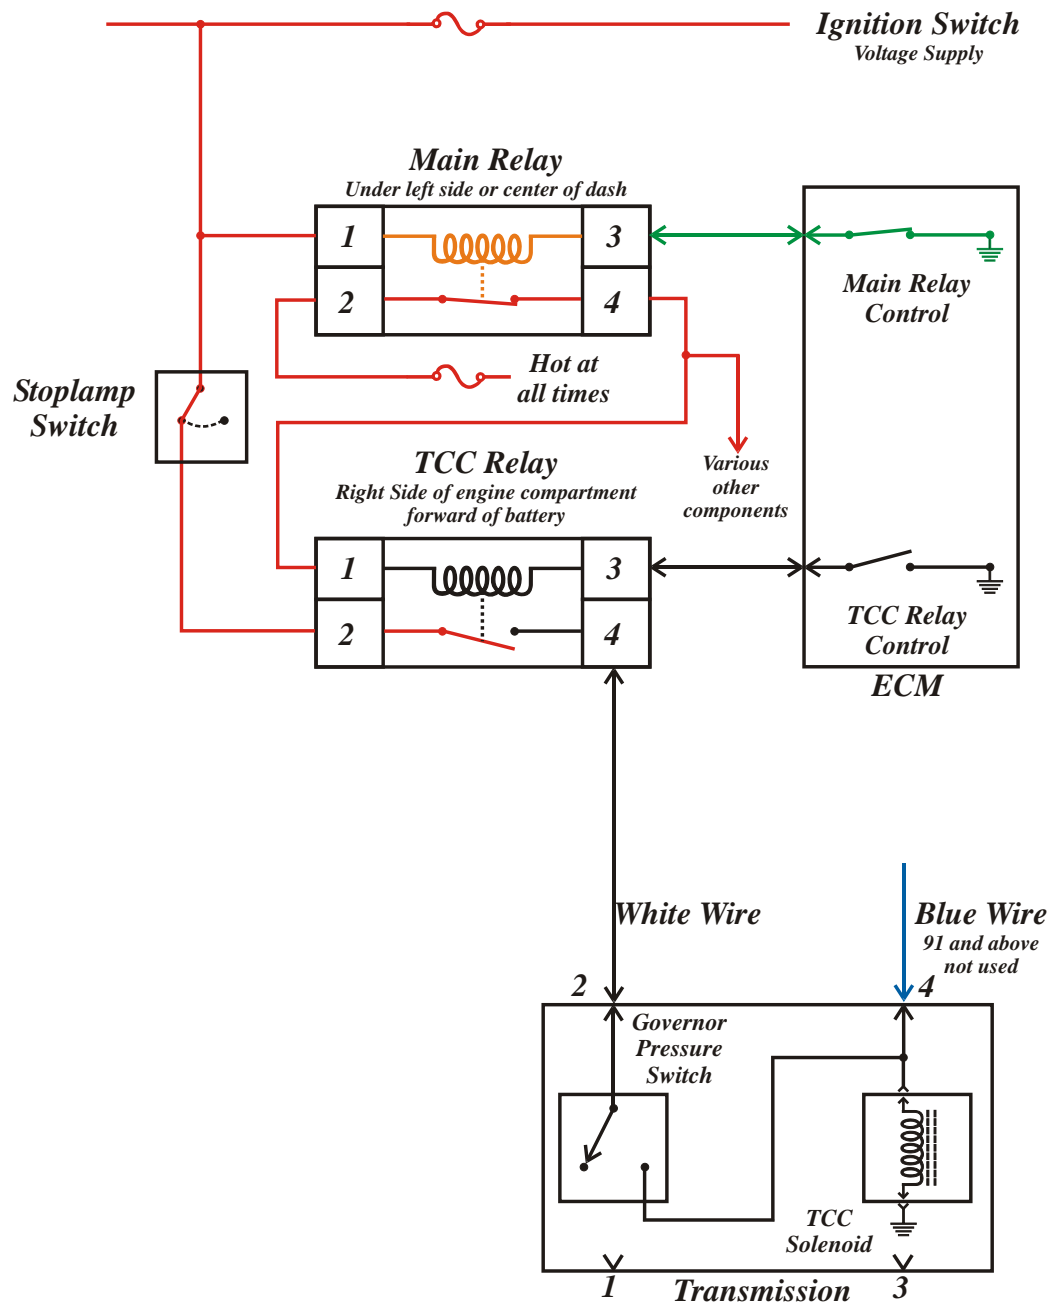 Ignition Switch
Voltage Supply
Main Relay
Under left side or center of dash
1
3
2
4
Main Relay
Control
Hot at
all times
Stoplamp
Switch
TCC Relay
Right Side of engine compartment
forward of battery
Various
other
components
1
3
2
4
TCC Relay
Control
ECM
White Wire
Blue Wire
91 and above
not used
2
4
Governor
Pressure
Switch
TCC
Solenoid
1
Transmission
3